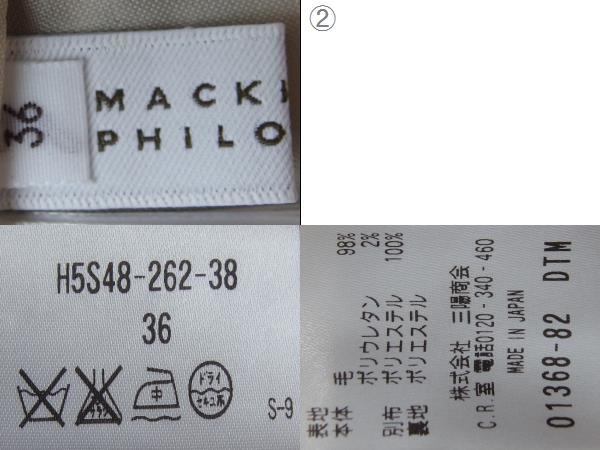 36
MACKI
PHILO
②
H5S48-262-38
36
中
ドライ
セキユ系
S-9
表地
本体 毛 98%
ポリウレタン 2%
別布 ポリエステル 100%
裏地 ポリエステル
株式会社 三陽商会
C.R.室 電話0120-340-460
MADE IN JAPAN
01368-82 DTM